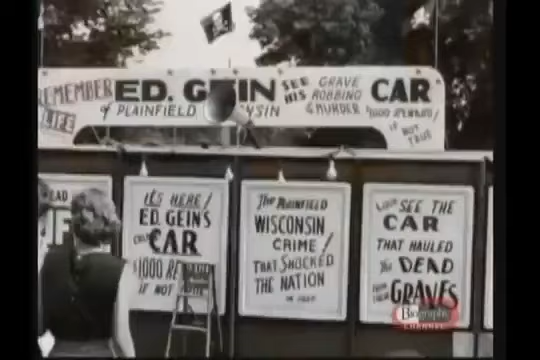 REMEMBER ED. GEIN SEE HIS GRAVE ROBBING & MURDER CAR
of PLAINFIELD
$1000 REWARD!
IF NOT TRUE
LIFE
IT'S HERE!
ED. GEIN'S
CAR
$1000 RE
IF NOT
The PLAINFIELD
WISCONSIN
CRIME!
THAT SHOCKED
THE NATION
SEE THE
CAR
THAT HAULED
The DEAD
GRAVES
Biography
CHANNEL